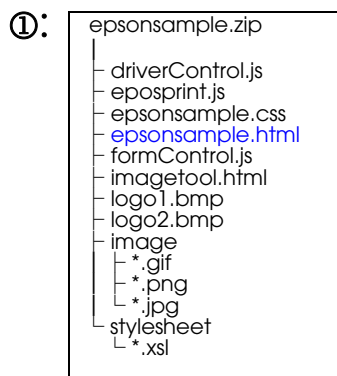 ①:
epsonsample.zip
driverControl.js
eposprint.js
epsonsample.css
epsonsample.html
formControl.js
imagetool.html
logo1.bmp
logo2.bmp
image
*.gif
*.png
*.jpg
stylesheet
*.xsl